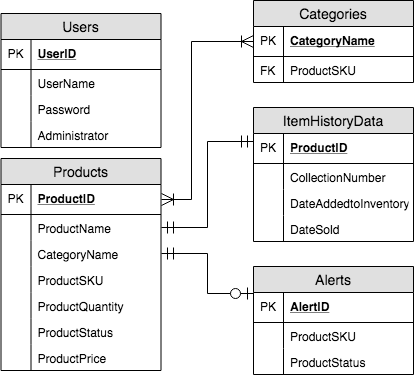 Users
PK UserID
UserName
Password
Administrator
Products
PK ProductID
ProductName
CategoryName
ProductSKU
ProductQuantity
ProductStatus
ProductPrice
Categories
PK CategoryName
FK ProductSKU
ItemHistoryData
PK ProductID
CollectionNumber
DateAddedtoInventory
DateSold
Alerts
PK AlertID
ProductSKU
ProductStatus